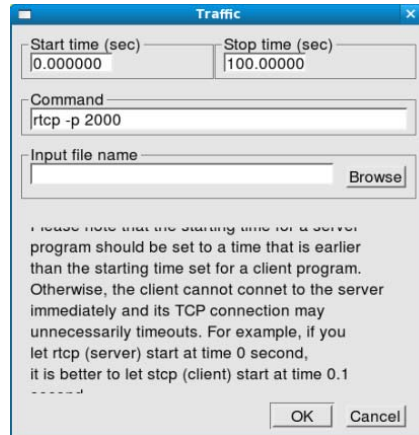 Traffic
Start time (sec)
Stop time (sec)
0.000000
100.00000
Command
rtcp -p 2000
Input file name
Browse
Please note that the starting time for a server
program should be set to a time that is earlier
than the starting time set for a client program.
Otherwise, the client cannot connet to the server
immediately and its TCP connection may
unnecessarily timeouts. For example, if you
let rtcp (server) start at time 0 second,
it is better to let stcp (client) start at time 0.1
OK
Cancel